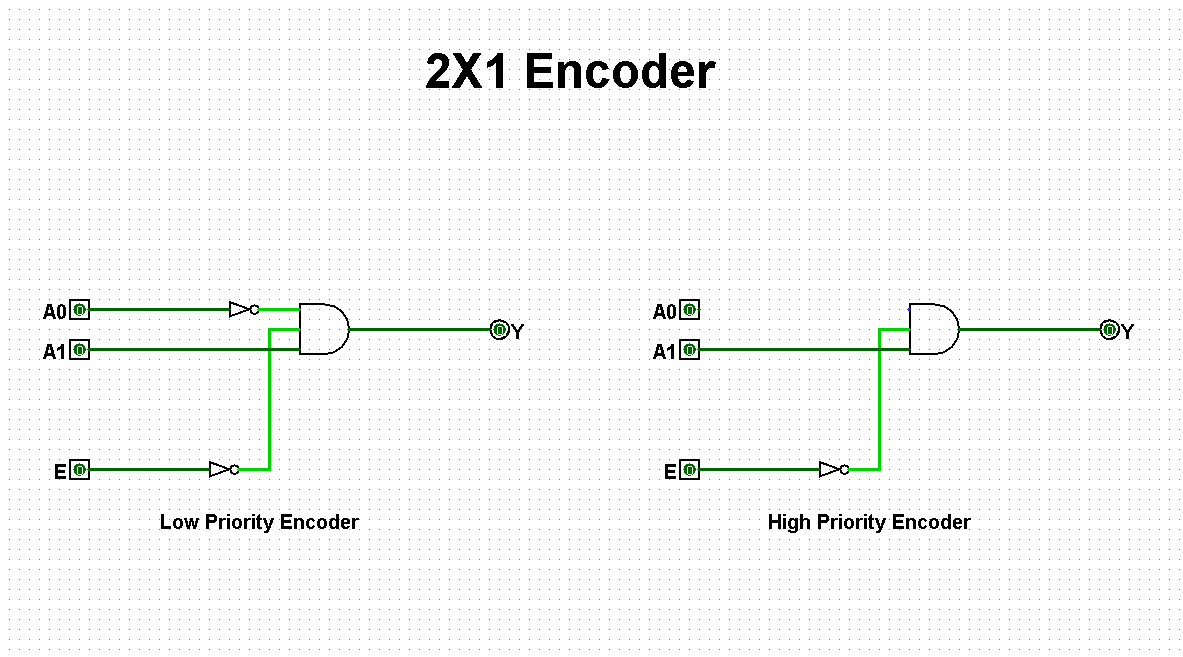 2X1 Encoder
A0 0
A1 0
E 0
0 Y
Low Priority Encoder
A0 0
A1 0
E 0
0 Y
High Priority Encoder